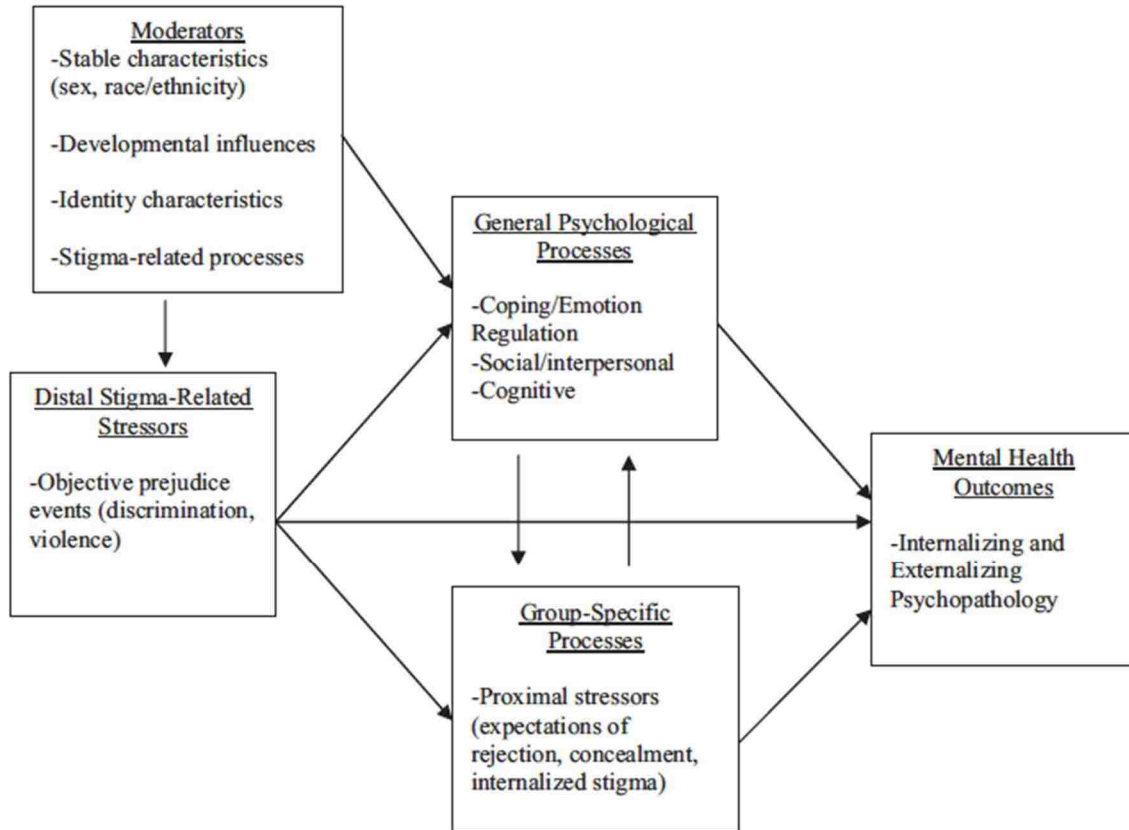 Moderators
-Stable characteristics
(sex, race/ethnicity)
-Developmental influences
-Identity characteristics
-Stigma-related processes
General Psychological
Processes
-Coping/Emotion
Regulation
-Social/interpersonal
-Cognitive
Distal Stigma-Related
Stressors
-Objective prejudice
events (discrimination,
violence)
Mental Health
Outcomes
-Internalizing and
Externalizing
Psychopathology
Group-Specific
Processes
-Proximal stressors
(expectations of
rejection, concealment,
internalized stigma)